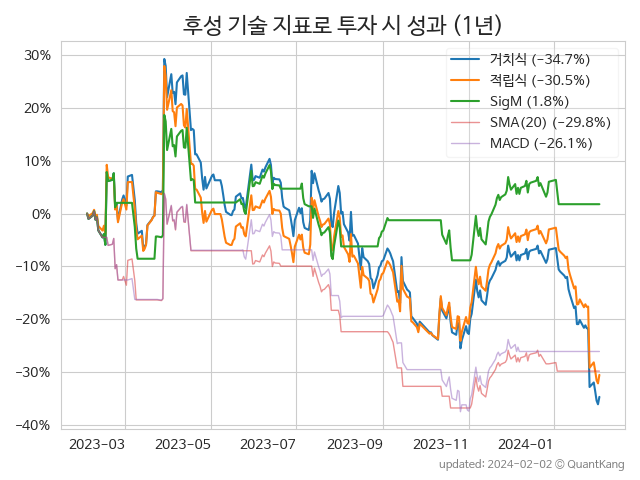 후성 기술 지표로 투자 시 성과 (1년)
거치식 (−34.7%)
적립식 (−30.5%)
SigM (1.8%)
SMA(20) (−29.8%)
MACD (−26.1%)
30%
20%
10%
0%
−10%
−20%
−30%
−40%
2023−03 2023−05 2023−07 2023−09 2023−11 2024−01
updated: 2024-02-02 © QuantKang